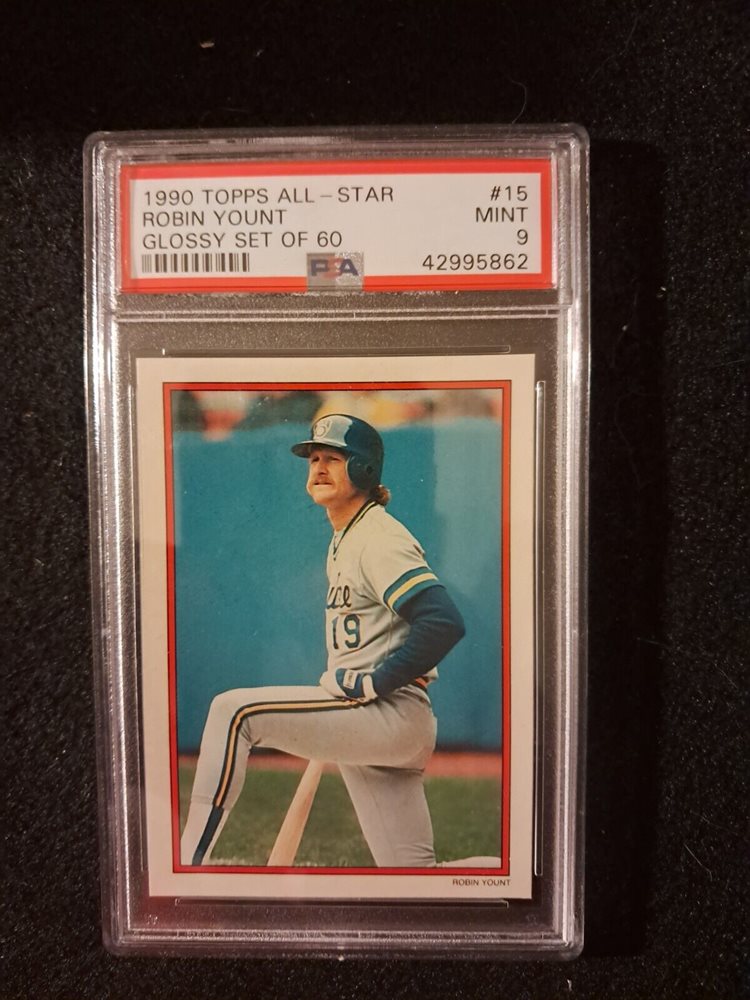 1990 TOPPS ALL-STAR #15
ROBIN YOUNT MINT
GLOSSY SET OF 60 9
PSA 42995862
19
ROBIN YOUNT